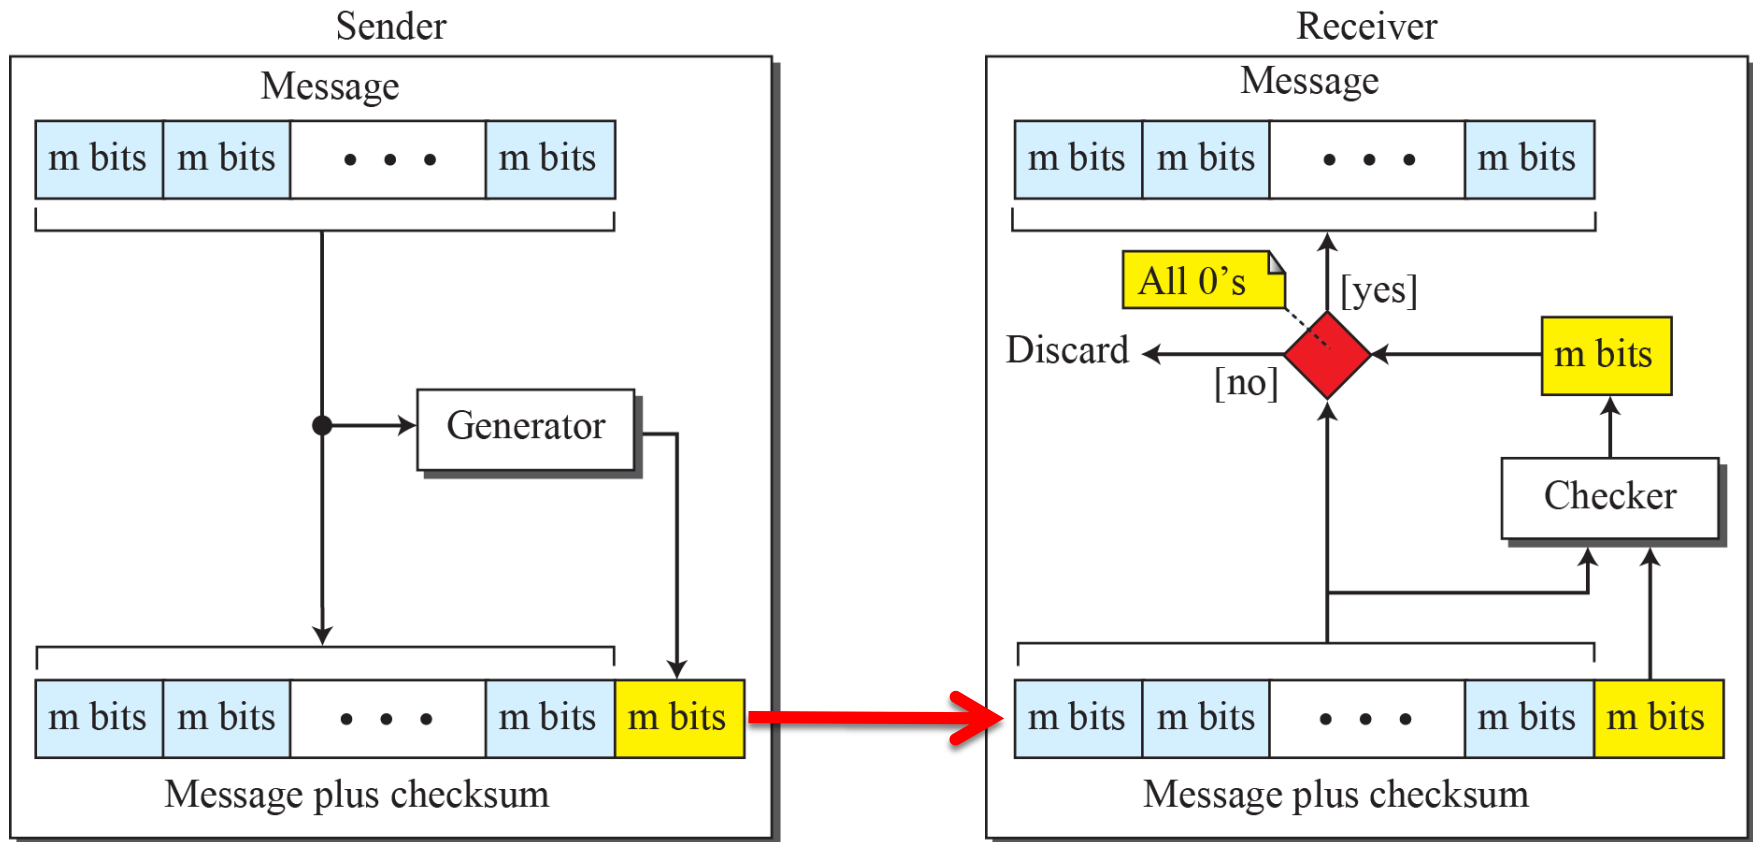 Sender
Message
m bits m bits • • • m bits
Generator
m bits m bits • • • m bits m bits
Message plus checksum
Receiver
Message
m bits m bits • • • m bits
All 0’s
[yes]
Discard
[no]
m bits
Checker
m bits m bits • • • m bits m bits
Message plus checksum